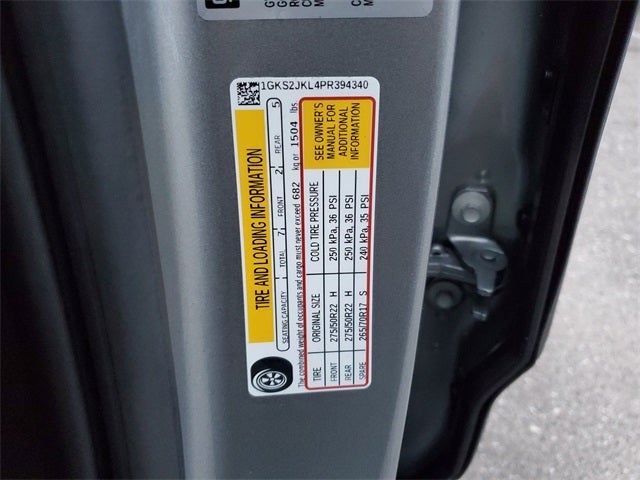 1GKS2JKL4PR394340
TIRE AND LOADING INFORMATION
SEATING CAPACITY TOTAL 7 FRONT 2 REAR 5
The combined weight of occupants and cargo must never exceed 682 kg or 1504 lbs
TIRE ORIGINAL SIZE COLD TIRE PRESSURE
FRONT 275/50R22 H 250 kPa, 36 PSI
REAR 275/50R22 H 250 kPa, 36 PSI
SPARE 265/70R17 S 240 kPa, 35 PSI
SEE OWNER'S
MANUAL FOR
ADDITIONAL
INFORMATION